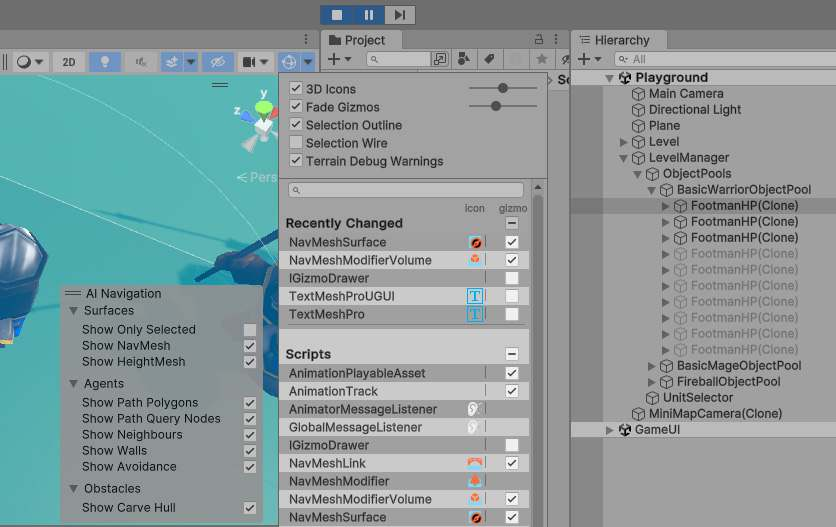 Project
Hierarchy
2D
All
y
z
Pers
3D Icons
Fade Gizmos
Selection Outline
Selection Wire
Terrain Debug Warnings
icon gizmo
Recently Changed
NavMeshSurface
NavMeshModifierVolume
IGizmoDrawer
TextMeshProUGUI
TextMeshPro
Scripts
AnimationPlayableAsset
AnimationTrack
AnimatorMessageListener
GlobalMessageListener
IGizmoDrawer
NavMeshLink
NavMeshModifier
NavMeshModifierVolume
NavMeshSurface
AI Navigation
Surfaces
Show Only Selected
Show NavMesh
Show HeightMesh
Agents
Show Path Polygons
Show Path Query Nodes
Show Neighbours
Show Walls
Show Avoidance
Obstacles
Show Carve Hull
Playground
Main Camera
Directional Light
Plane
Level
LevelManager
ObjectPools
BasicWarriorObjectPool
FootmanHP(Clone)
FootmanHP(Clone)
FootmanHP(Clone)
FootmanHP(Clone)
FootmanHP(Clone)
FootmanHP(Clone)
FootmanHP(Clone)
FootmanHP(Clone)
FootmanHP(Clone)
FootmanHP(Clone)
BasicMageObjectPool
FireballObjectPool
UnitSelector
MiniMapCamera(Clone)
GameUI